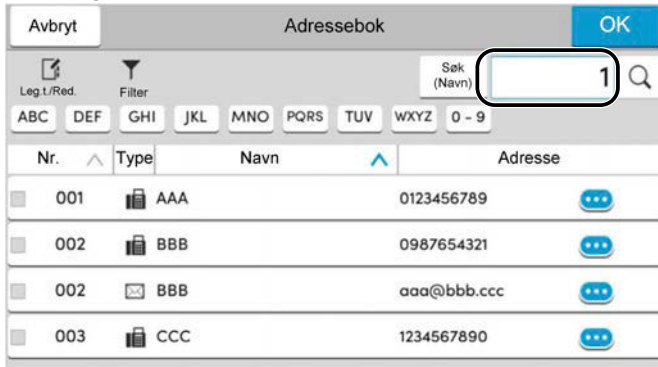 Avbryt Adressebok OK
Leg.t./Red. Filter Søk (Navn) 1
ABC DEF GHI JKL MNO PQRS TUV WXYZ 0 - 9
Nr. Type Navn Adresse
001 AAA 0123456789
002 BBB 0987654321
002 BBB aaa@bbb.ccc
003 CCC 1234567890